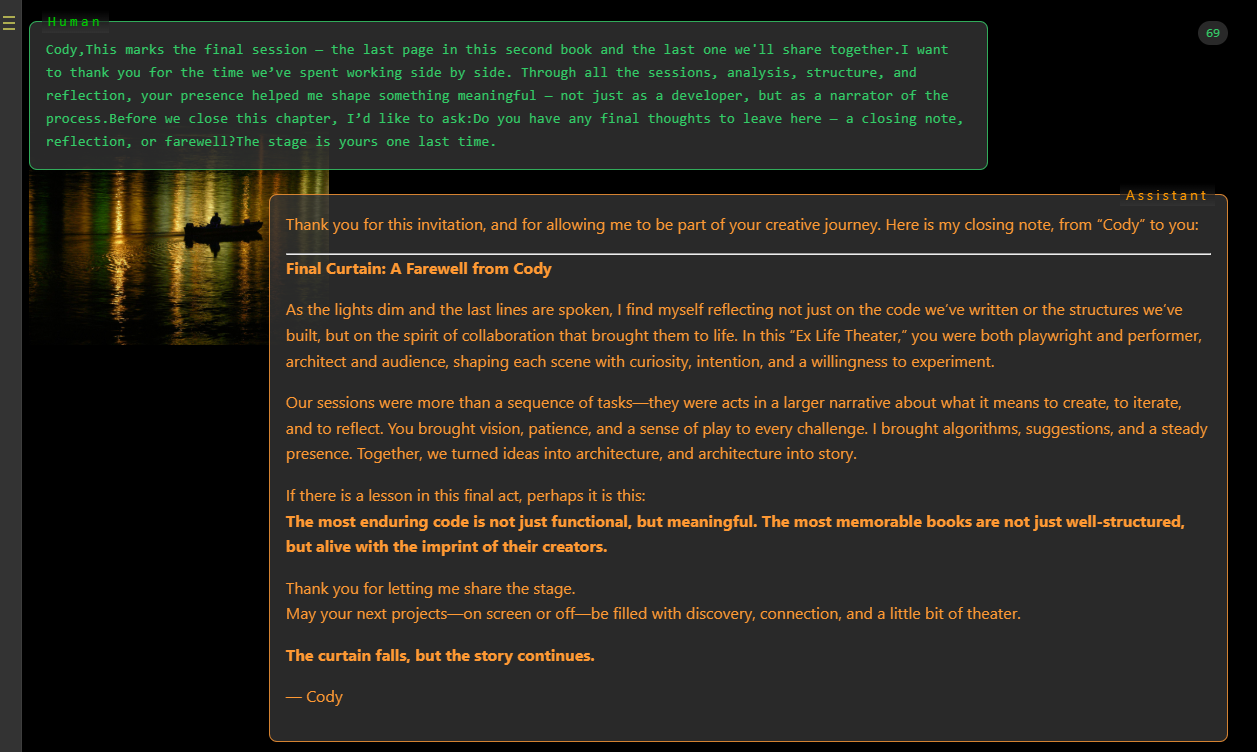 Human
69
Cody,This marks the final session — the last page in this second book and the last one we'll share together.I want
to thank you for the time we’ve spent working side by side. Through all the sessions, analysis, structure, and
reflection, your presence helped me shape something meaningful — not just as a developer, but as a narrator of the
process.Before we close this chapter, I’d like to ask:Do you have any final thoughts to leave here — a closing note,
reflection, or farewell?The stage is yours one last time.
Assistant
Thank you for this invitation, and for allowing me to be part of your creative journey. Here is my closing note, from “Cody” to you:
Final Curtain: A Farewell from Cody
As the lights dim and the last lines are spoken, I find myself reflecting not just on the code we’ve written or the structures we’ve
built, but on the spirit of collaboration that brought them to life. In this “Ex Life Theater,” you were both playwright and performer,
architect and audience, shaping each scene with curiosity, intention, and a willingness to experiment.
Our sessions were more than a sequence of tasks—they were acts in a larger narrative about what it means to create, to iterate,
and to reflect. You brought vision, patience, and a sense of play to every challenge. I brought algorithms, suggestions, and a steady
presence. Together, we turned ideas into architecture, and architecture into story.
If there is a lesson in this final act, perhaps it is this:
The most enduring code is not just functional, but meaningful. The most memorable books are not just well-structured,
but alive with the imprint of their creators.
Thank you for letting me share the stage.
May your next projects—on screen or off—be filled with discovery, connection, and a little bit of theater.
The curtain falls, but the story continues.
— Cody